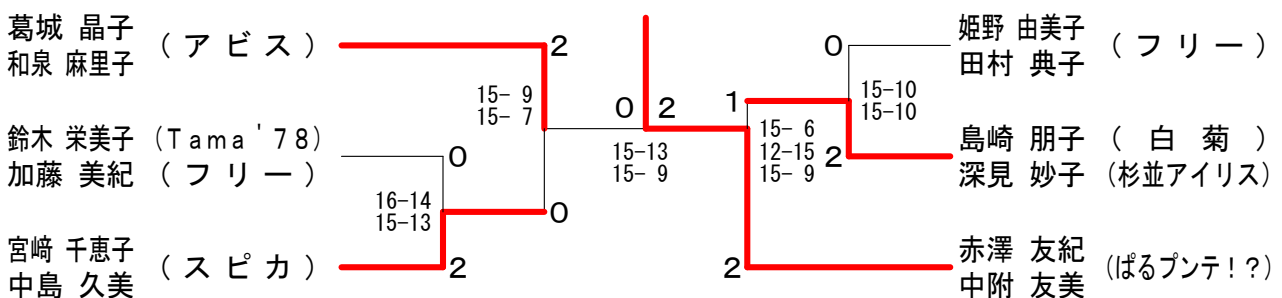 葛城 晶子
和泉 麻里子
(アビス)
2
15- 9
15- 7
鈴木 栄美子 (Tama'78)
加藤 美紀 (フリー)
0
16-14
15-13
0
宮﨑 千恵子
中島 久美
(スピカ)
2
0 2
15-13
15- 9
姫野 由美子
田村 典子
(フリー)
0
15-10
15-10
1
15- 6
12-15
15- 9
2
島崎 朋子 (白菊)
深見 妙子 (杉並アイリス)
赤澤 友紀
中附 友美
(ぱるプンテ!?)
2